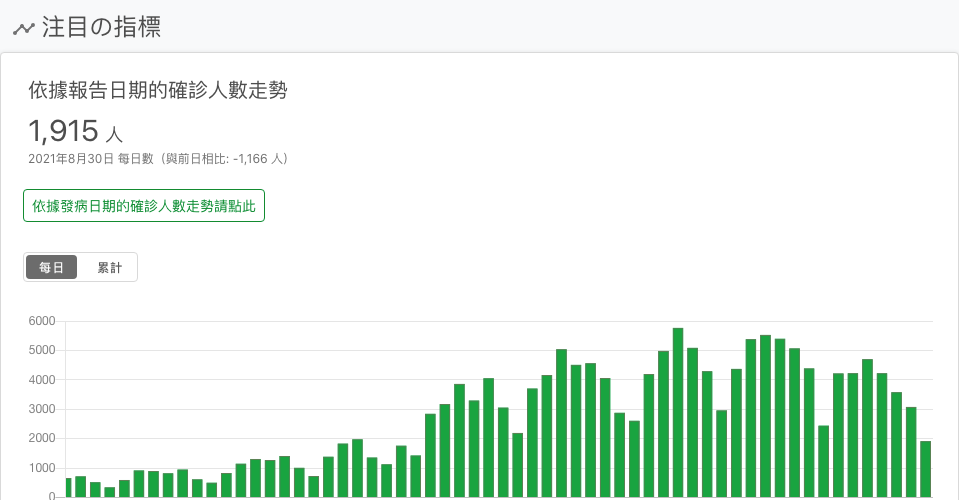 注目の指標
依據報告日期的確診人數走勢
1,915 人
2021年8月30日 每日數（與前日相比: -1,166 人）
依據發病日期的確診人數走勢請點此
每日 累計
6000
5000
4000
3000
2000
1000
0